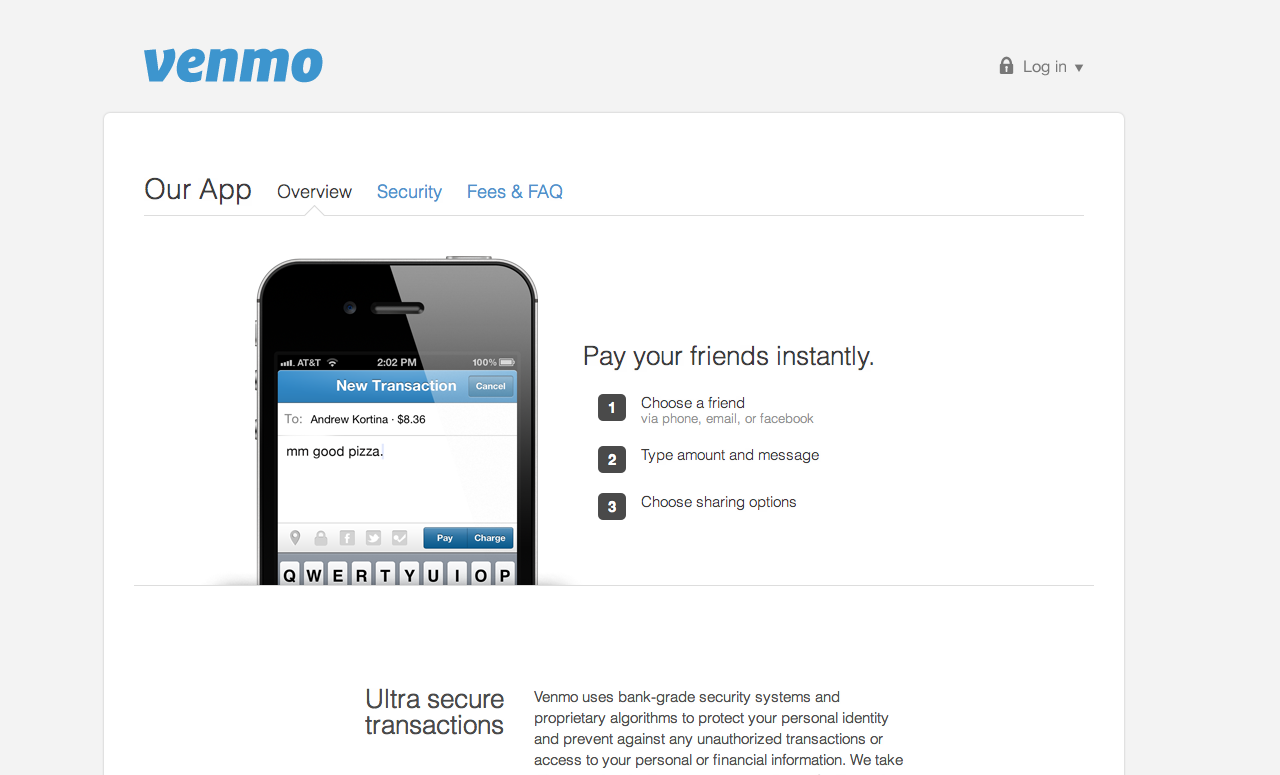 venmo
Log in ▾
Our App Overview Security Fees & FAQ
AT&T 2:02 PM 100%
New Transaction Cancel
To: Andrew Kortina · $8.36
mm good pizza.
Pay Charge
Q W E R T Y U I O P
Pay your friends instantly.
1 Choose a friend
via phone, email, or facebook
2 Type amount and message
3 Choose sharing options
Ultra secure
transactions
Venmo uses bank-grade security systems and
proprietary algorithms to protect your personal identity
and prevent against any unauthorized transactions or
access to your personal or financial information. We take